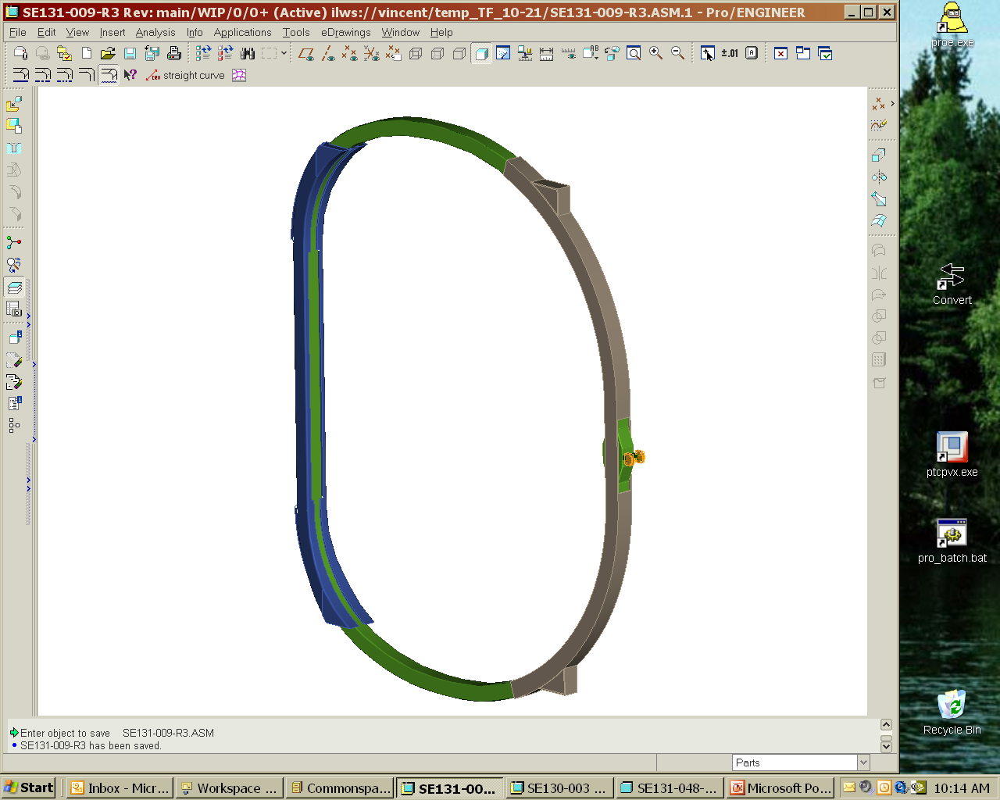 SE131-009-R3 Rev: main/WIP/0/0+ (Active) ilws://vincent/temp_TF_10-21/SE131-009-R3.ASM.1 - Pro/ENGINEER
File Edit View Insert Analysis Info Applications Tools eDrawings Window Help
±.01
straight curve
proe.exe
Convert
ptcpvx.exe
pro_batch.bat
Recycle Bin
Enter object to save SE131-009-R3.ASM
SE131-009-R3 has been saved.
Parts
Start
Inbox - Micr...
Workspace ...
Commonspa...
SE131-00...
SE130-003 ...
SE131-048-...
Microsoft Po...
10:14 AM